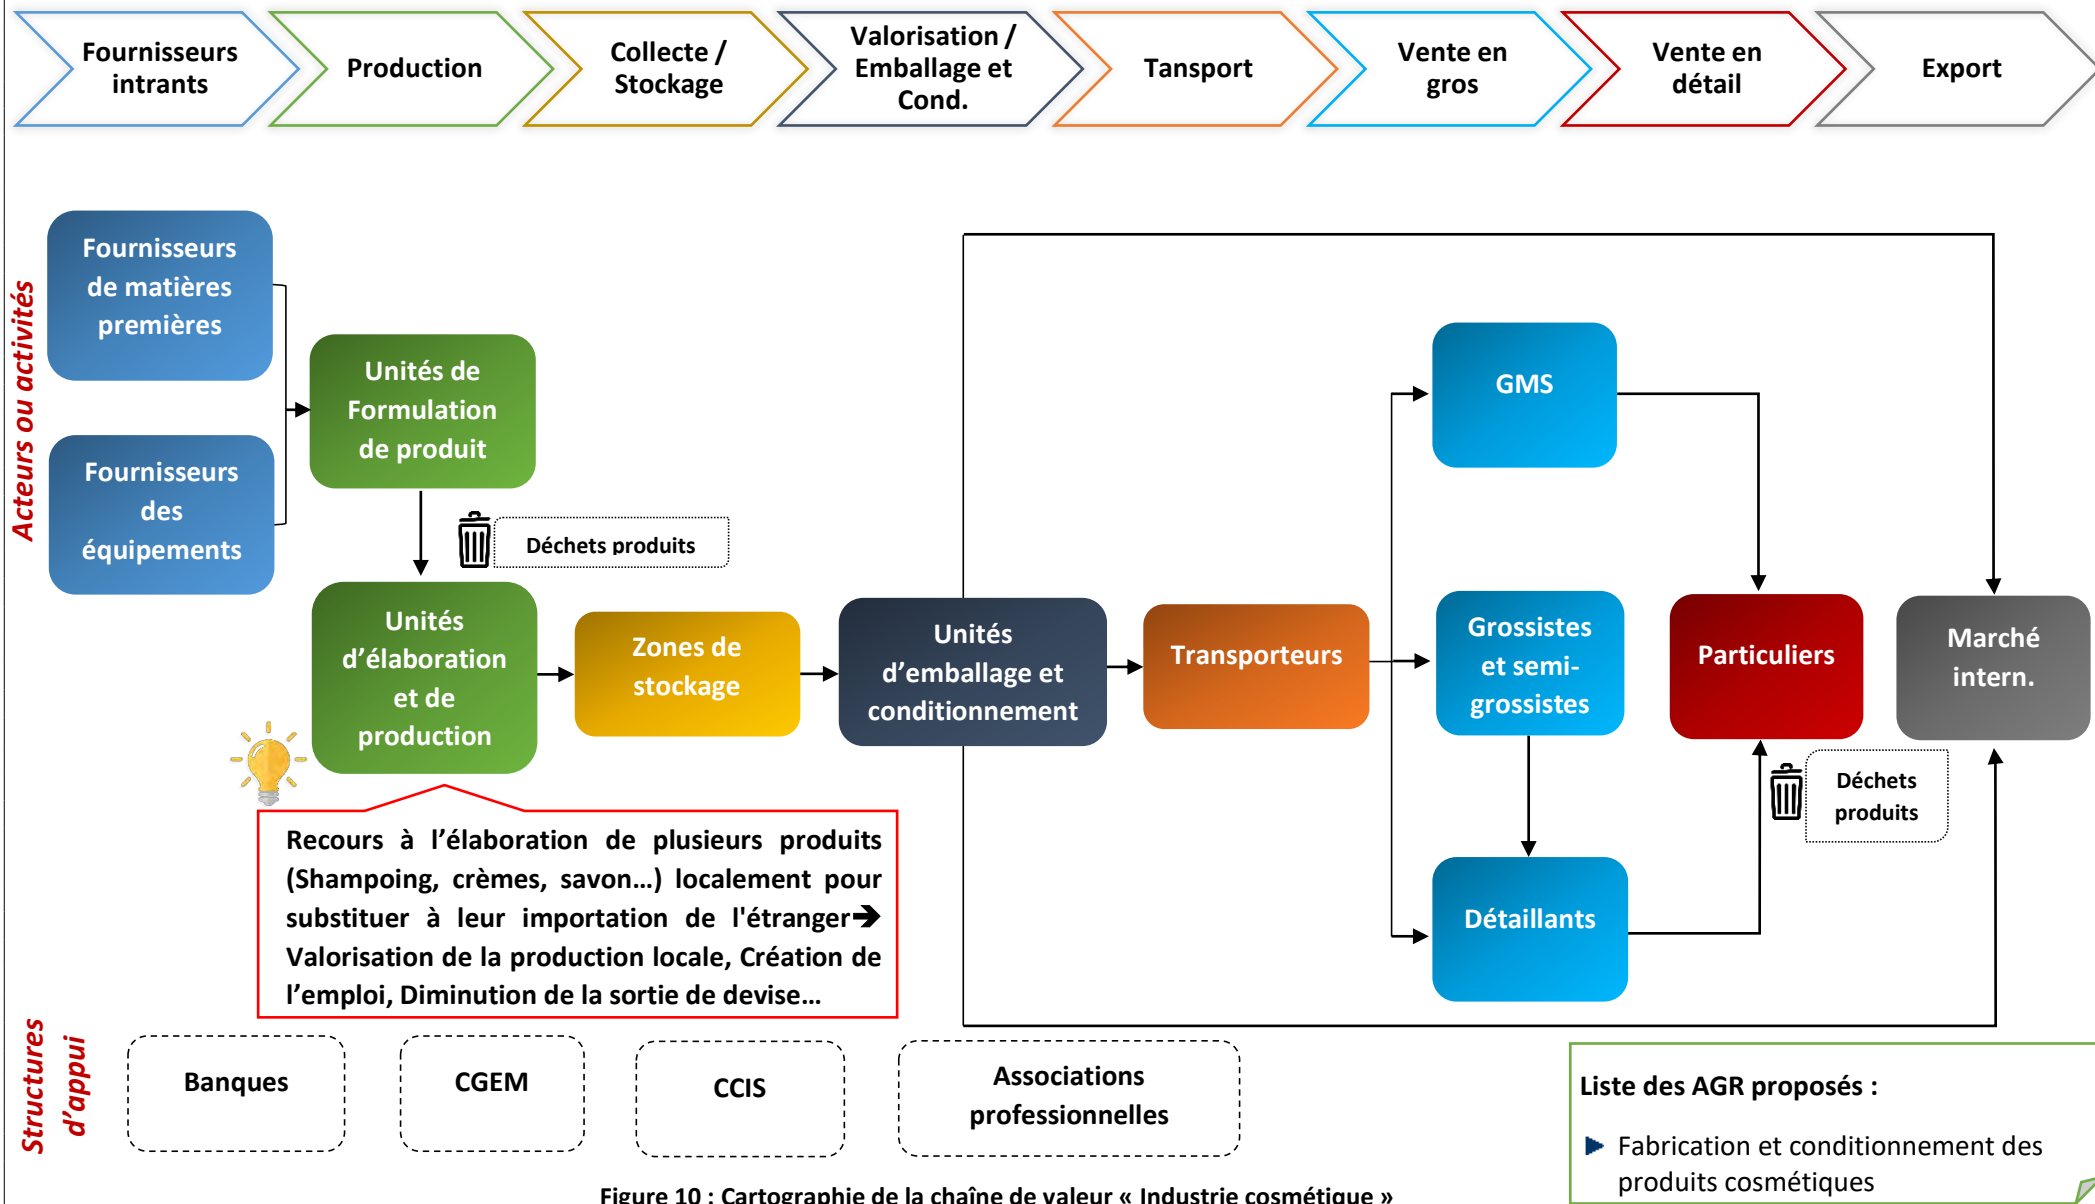 Fournisseurs
intrants
Production
Collecte /
Stockage
Valorisation /
Emballage et
Cond.
Tansport
Vente en
gros
Vente en
détail
Export
Acteurs ou activités
Fournisseurs
de matières
premières
Fournisseurs
des
équipements
Unités de
Formulation
de produit
Déchets produits
Unités
d’élaboration
et de
production
Zones de
stockage
Unités
d’emballage et
conditionnement
Transporteurs
GMS
Grossistes
et semi-
grossistes
Détaillants
Particuliers
Marché
intern.
Déchets
produits
Recours à l’élaboration de plusieurs produits
(Shampoing, crèmes, savon…) localement pour
substituer à leur importation de l'étranger➔
Valorisation de la production locale, Création de
l’emploi, Diminution de la sortie de devise…
Structures
d’appui
Banques
CGEM
CCIS
Associations
professionnelles
Liste des AGR proposés :
Fabrication et conditionnement des
produits cosmétiques
Figure 10 : Cartographie de la chaîne de valeur « Industrie cosmétique »